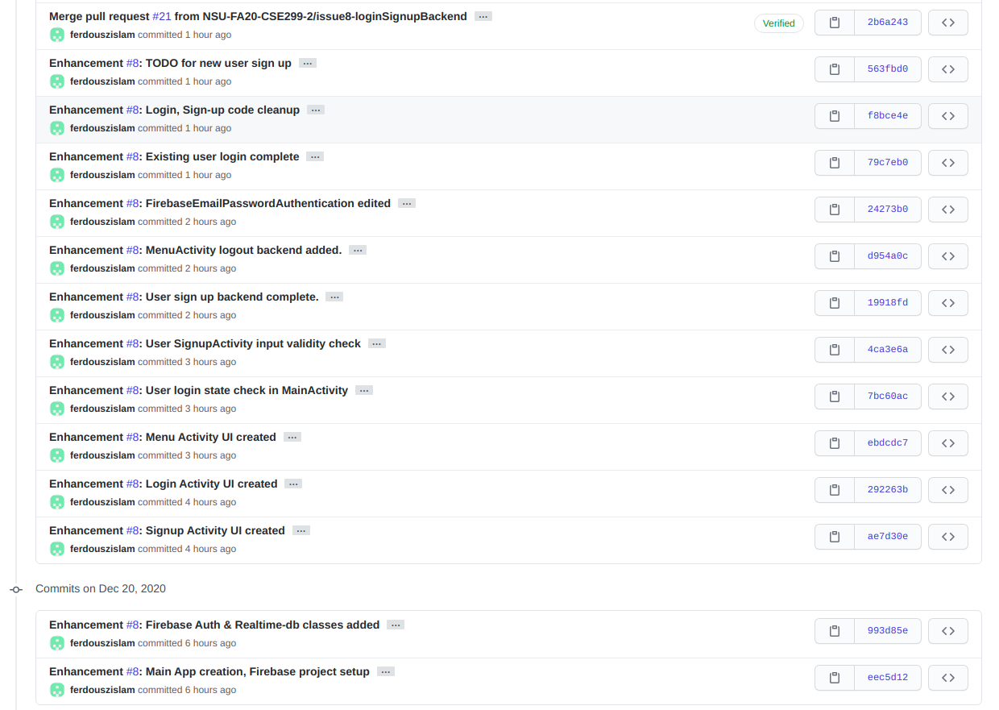 Merge pull request #21 from NSU-FA20-CSE299-2/issue8-loginSignupBackend ...
ferdouszislam committed 1 hour ago
Verified
2b6a243
Enhancement #8: TODO for new user sign up ...
ferdouszislam committed 1 hour ago
563fbd0
Enhancement #8: Login, Sign-up code cleanup ...
ferdouszislam committed 1 hour ago
f8bce4e
Enhancement #8: Existing user login complete ...
ferdouszislam committed 1 hour ago
79c7eb0
Enhancement #8: FirebaseEmailPasswordAuthentication edited ...
ferdouszislam committed 2 hours ago
24273b0
Enhancement #8: MenuActivity logout backend added. ...
ferdouszislam committed 2 hours ago
d954a0c
Enhancement #8: User sign up backend complete. ...
ferdouszislam committed 2 hours ago
19918fd
Enhancement #8: User SignupActivity input validity check ...
ferdouszislam committed 3 hours ago
4ca3e6a
Enhancement #8: User login state check in MainActivity ...
ferdouszislam committed 3 hours ago
7bc60ac
Enhancement #8: Menu Activity UI created ...
ferdouszislam committed 3 hours ago
ebdcdc7
Enhancement #8: Login Activity UI created ...
ferdouszislam committed 4 hours ago
292263b
Enhancement #8: Signup Activity UI created ...
ferdouszislam committed 4 hours ago
ae7d30e
Commits on Dec 20, 2020
Enhancement #8: Firebase Auth & Realtime-db classes added ...
ferdouszislam committed 6 hours ago
993d85e
Enhancement #8: Main App creation, Firebase project setup ...
ferdouszislam committed 6 hours ago
eec5d12